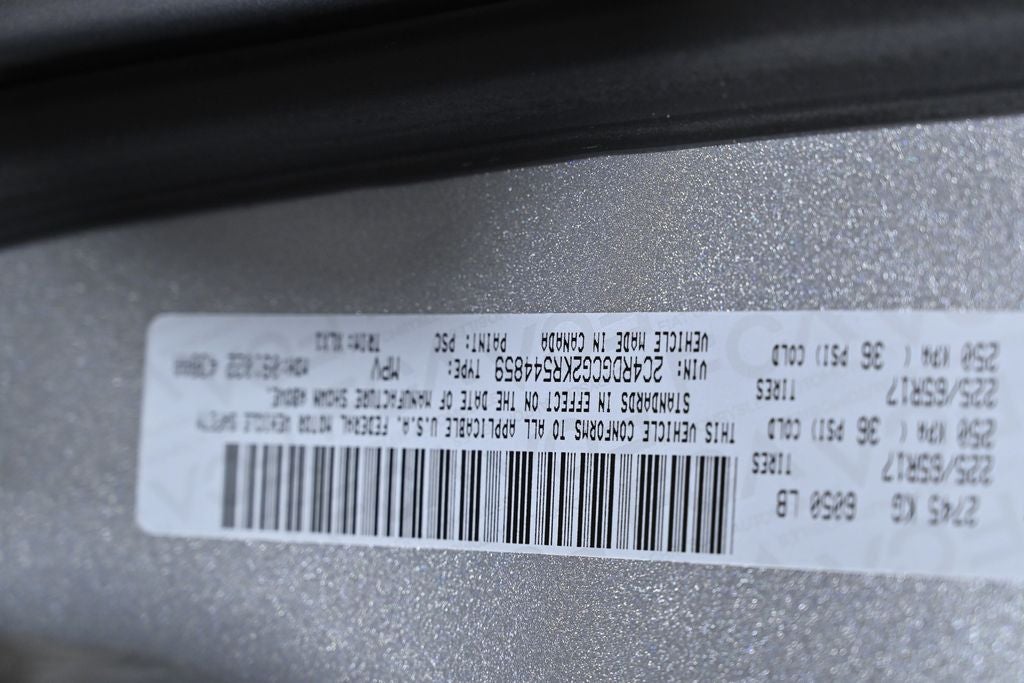 2745 KG 6050 LB
225/65R17 TIRES
250 KPA ( 36 PSI) COLD
225/65R17 TIRES
250 KPA ( 36 PSI) COLD
THIS VEHICLE CONFORMS TO ALL APPLICABLE U.S.A. FEDERAL MOTOR VEHICLE SAFETY
STANDARDS IN EFFECT ON THE DATE OF MANUFACTURE SHOWN ABOVE.
VIN: 2C4RDGCG2KR544859 TYPE: MPV
VEHICLE MADE IN CANADA PAINT: PSC TRIM: